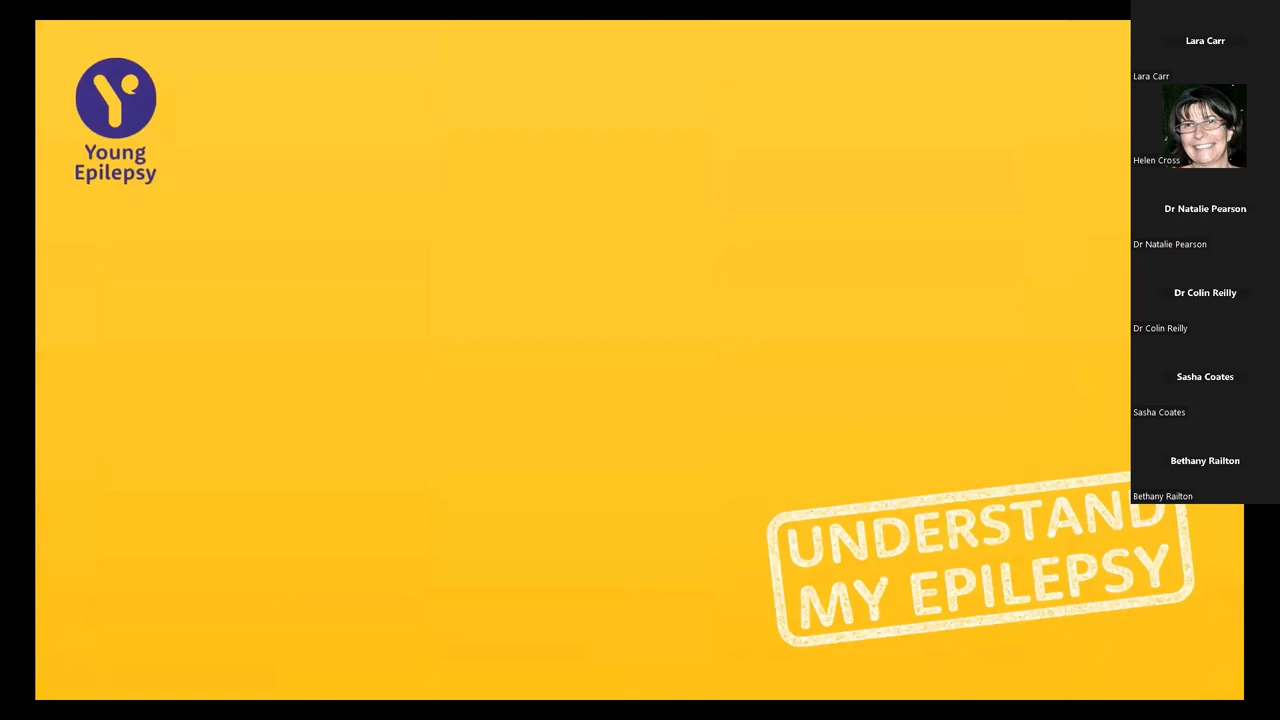 Young
Epilepsy
UNDERSTAND
MY EPILEPSY
Lara Carr
Lara Carr
Helen Cross
Dr Natalie Pearson
Dr Natalie Pearson
Dr Colin Reilly
Dr Colin Reilly
Sasha Coates
Sasha Coates
Bethany Railton
Bethany Railton